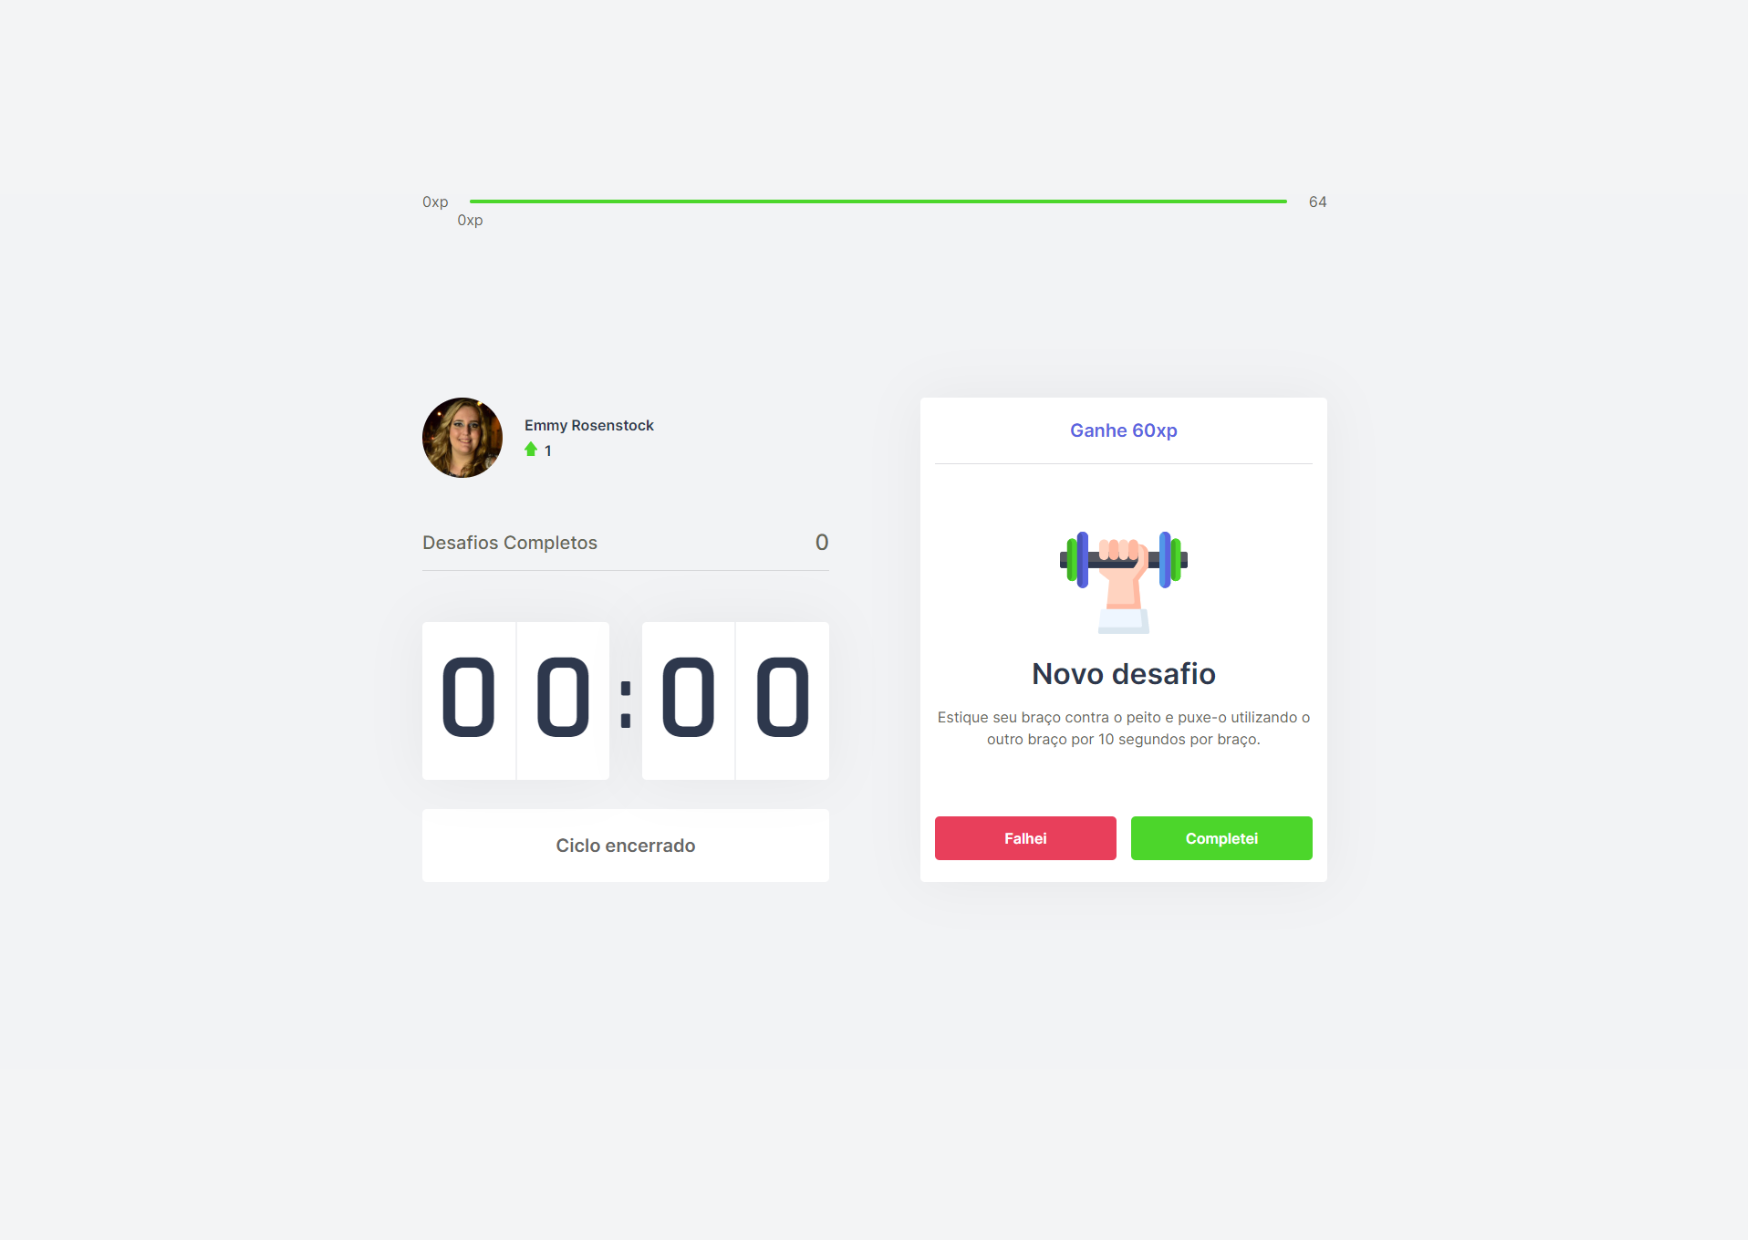 0xp
64
0xp
Emmy Rosenstock
1
Desafios Completos
0
00:00
Ciclo encerrado
Ganhe 60xp
Novo desafio
Estique seu braço contra o peito e puxe-o utilizando o
outro braço por 10 segundos por braço.
Falhei
Completei